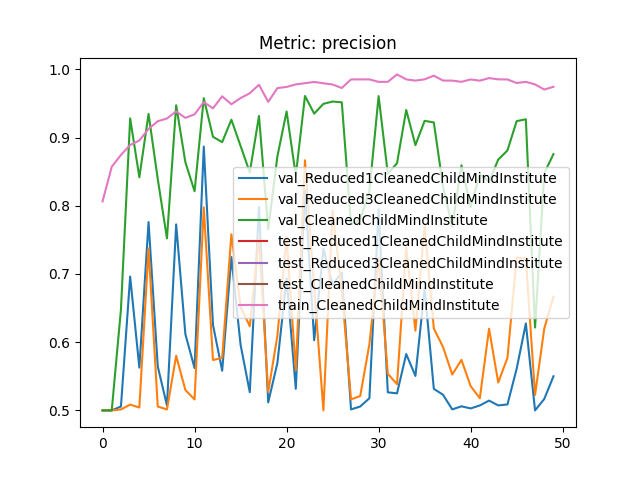 Metric: precision
1.0
0.9
0.8
0.7
0.6
0.5
val_Reduced1CleanedChildMindInstitute
val_Reduced3CleanedChildMindInstitute
val_CleanedChildMindInstitute
test_Reduced1CleanedChildMindInstitute
test_Reduced3CleanedChildMindInstitute
test_CleanedChildMindInstitute
train_CleanedChildMindInstitute
0 10 20 30 40 50